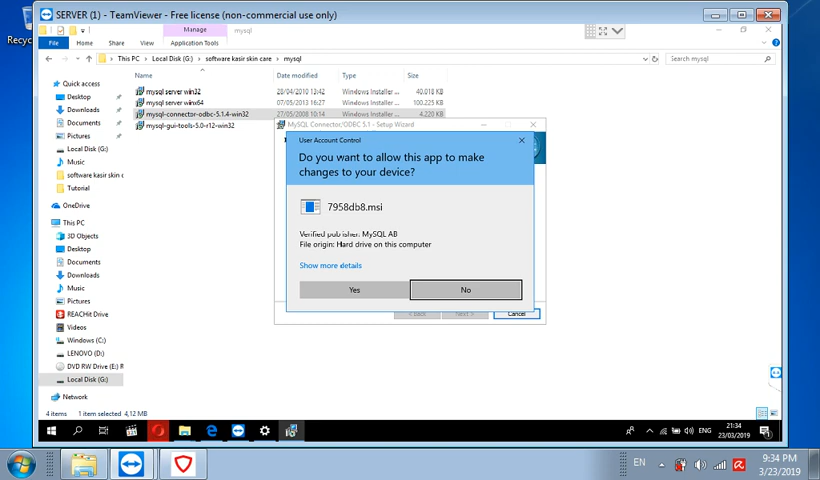 SERVER (13) - TeamViewer - Free license (non-commercial use only)
Manage
mysql
File
Home
Share
View
Application Tools
This PC
Local Disk (G:)
software kasir skin care
mysql
Search mysql
Name
Date modified
Type
Size
mysql server win32
28/04/2010 13:42
Windows Installer ...
40,018 KB
mysql server winx64
07/05/2013 16:27
Windows Installer ...
100,225 KB
mysql-connector-odbc-5.1.4-win32
27/05/2008 10:14
Windows Installer ...
4,220 KB
mysql-gui-tools-5.0-r12-win32
Quick access
Desktop
Downloads
Documents
Pictures
Local Disk (G:)
Music
software kasir skin c
Tutorial
OneDrive
This PC
3D Objects
Desktop
Documents
Downloads
Music
Pictures
REACHit Drive
Videos
Windows (C:)
LENOVO (D:)
DVD RW Drive (E:) R
Local Disk (G:)
Network
4 items
1 item selected
4,12 MB
MySQL Connector/ODBC 5.1 - Setup Wizard
User Account Control
Do you want to allow this app to make
changes to your device?
7958db8.msi
Verified publisher: MySQL AB
File origin: Hard drive on this computer
Show more details
Yes
No
< Back
Next >
Cancel
ENG
21:34
23/03/2019
EN
9:34 PM
3/23/2019